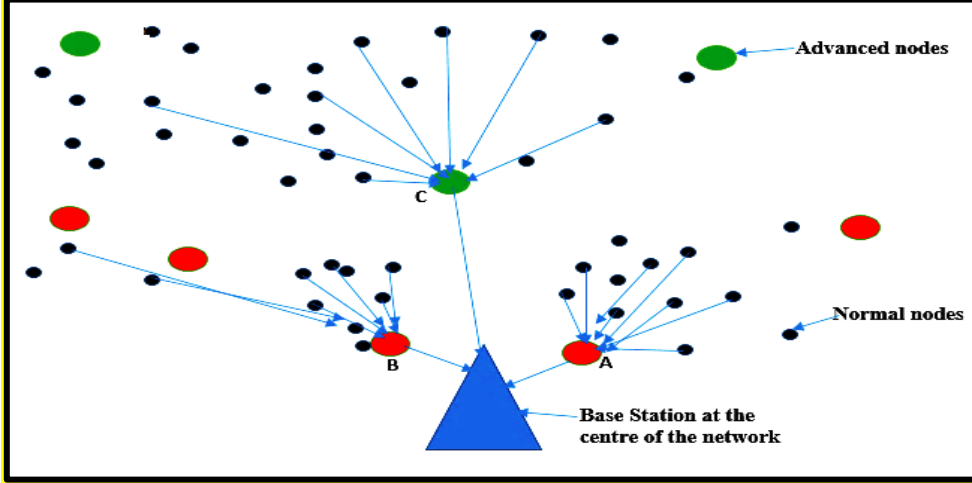 Advanced nodes
C
Normal nodes
B
A
Base Station at the
centre of the network